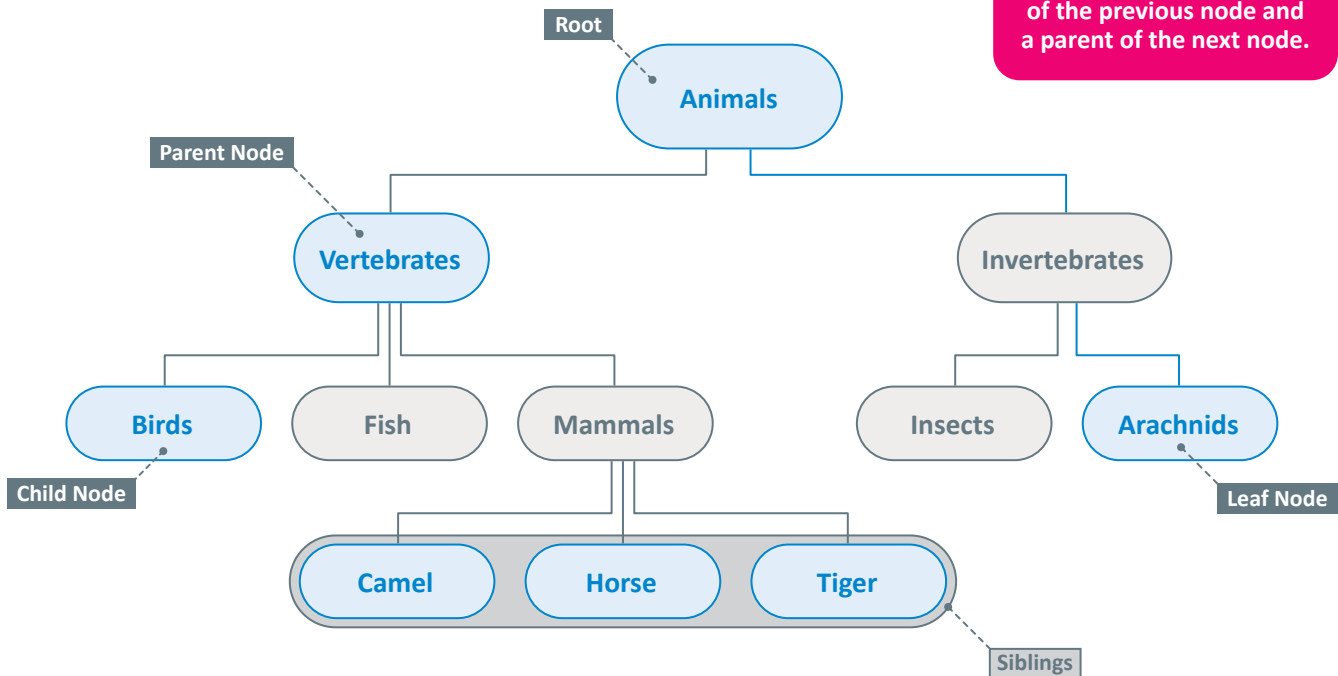 of the previous node and
a parent of the next node.
Root
Animals
Parent Node
Vertebrates
Invertebrates
Birds
Fish
Mammals
Insects
Arachnids
Child Node
Leaf Node
Camel
Horse
Tiger
Siblings